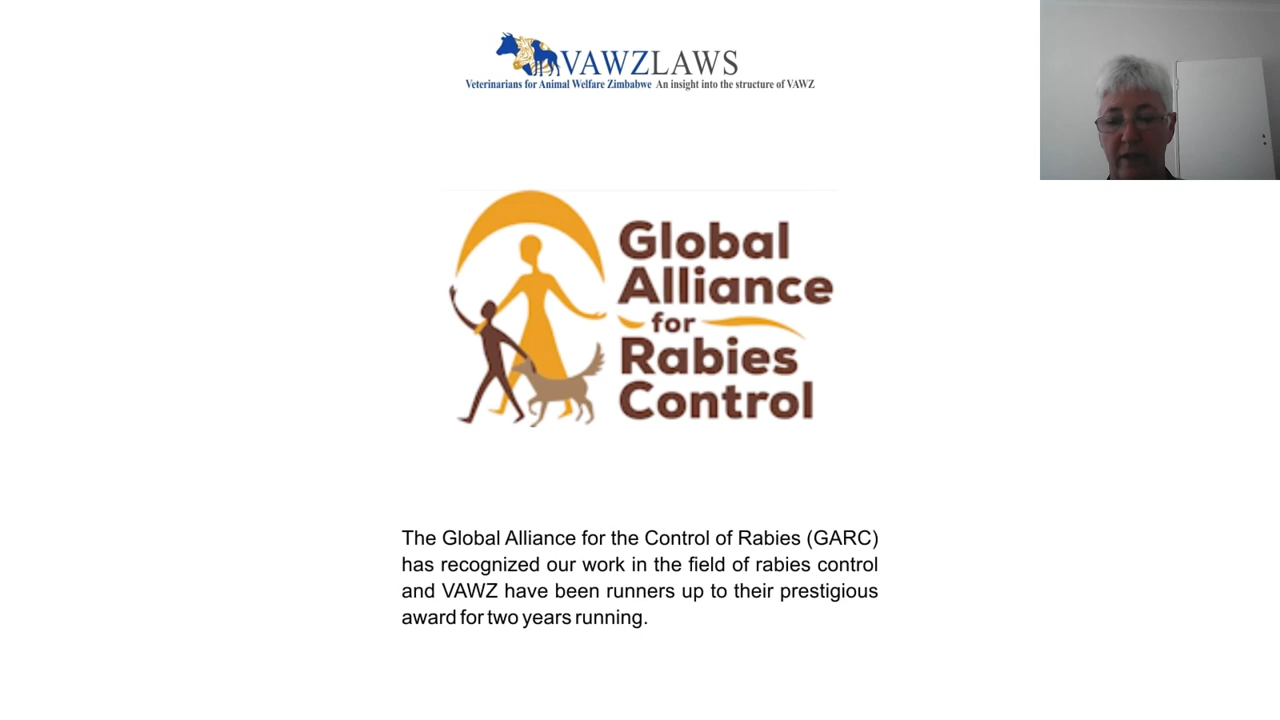 VAWZLAWS
Veterinarians for Animal Welfare Zimbabwe An insight into the structure of VAWZ
Global
Alliance
for
Rabies
Control
The Global Alliance for the Control of Rabies (GARC)
has recognized our work in the field of rabies control
and VAWZ have been runners up to their prestigious
award for two years running.